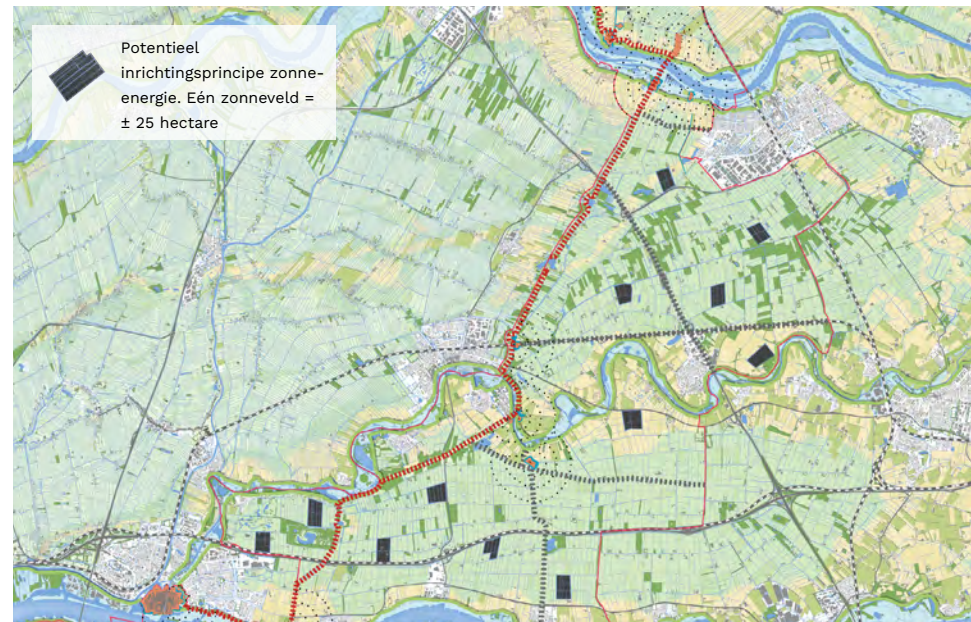 Potentieel
inrichtingsprincipe zonne-
energie. Eén zonneveld =
± 25 hectare